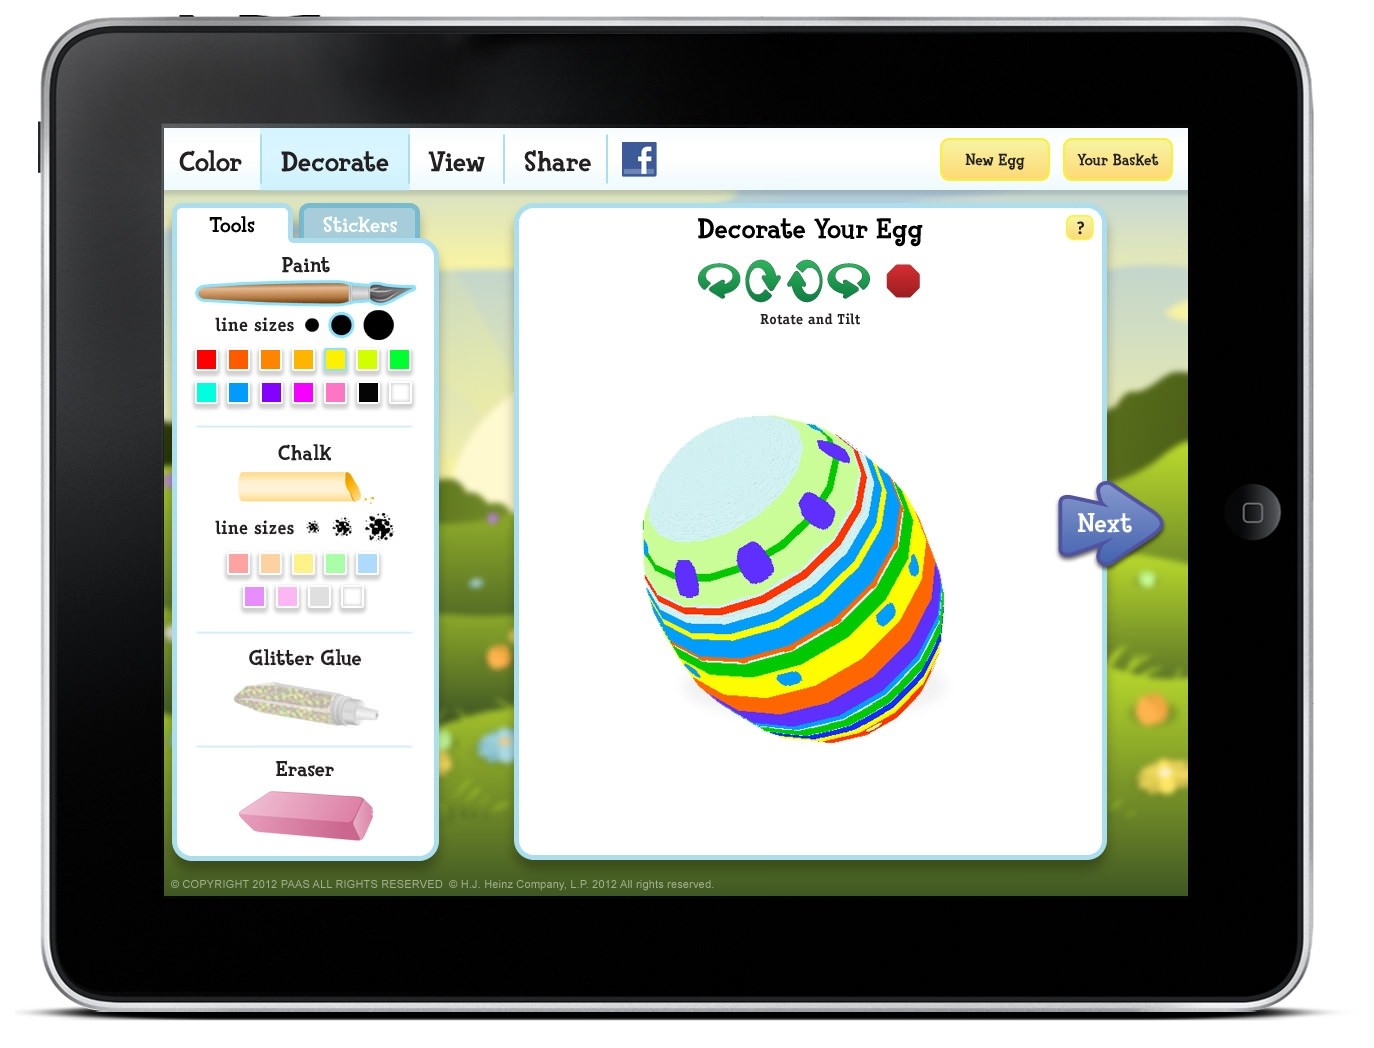 Color
Decorate
View
Share
f
New Egg
Your Basket
Tools
Stickers
Paint
line sizes
Chalk
line sizes
Glitter Glue
Eraser
Decorate Your Egg
?
Rotate and Tilt
Next
© COPYRIGHT 2012 PAAS ALL RIGHTS RESERVED © H.J. Heinz Company, L.P. 2012 All rights reserved.